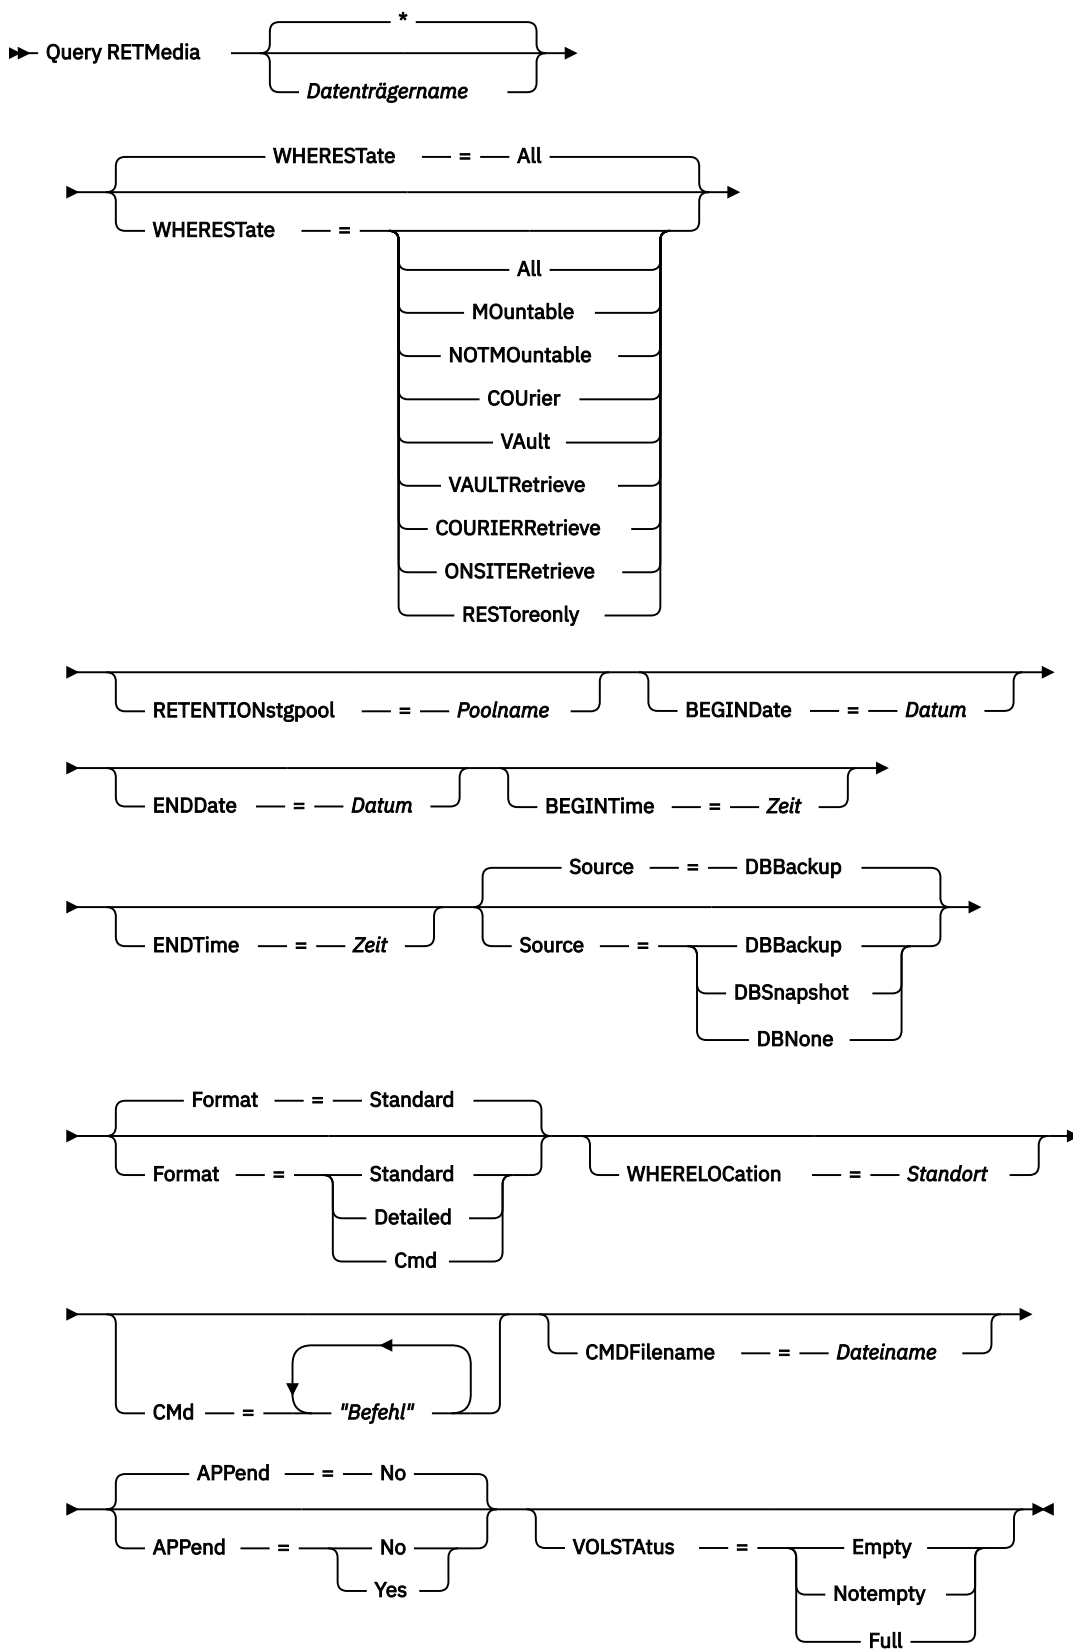 *
Query RETMedia
Datenträgername
WHERESTate = All
WHERESTate =
All
MOuntable
NOTMOuntable
COUrier
VAult
VAULTRetrieve
COURIERRetrieve
ONSITERetrieve
RESToreonly
RETENTIONstgpool = Poolname BEGINDate = Datum
ENDDate = Datum BEGINTime = Zeit
Source = DBBackup
ENDTime = Zeit Source = DBBackup
DBSnapshot
DBNone
Format = Standard
Format = Standard WHERELOCation = Standort
Detailed
Cmd
CMDFilename = Dateiname
CMd = "Befehl"
APPend = No
APPend = No VOLSTAtus = Empty
Yes Notempty
Full